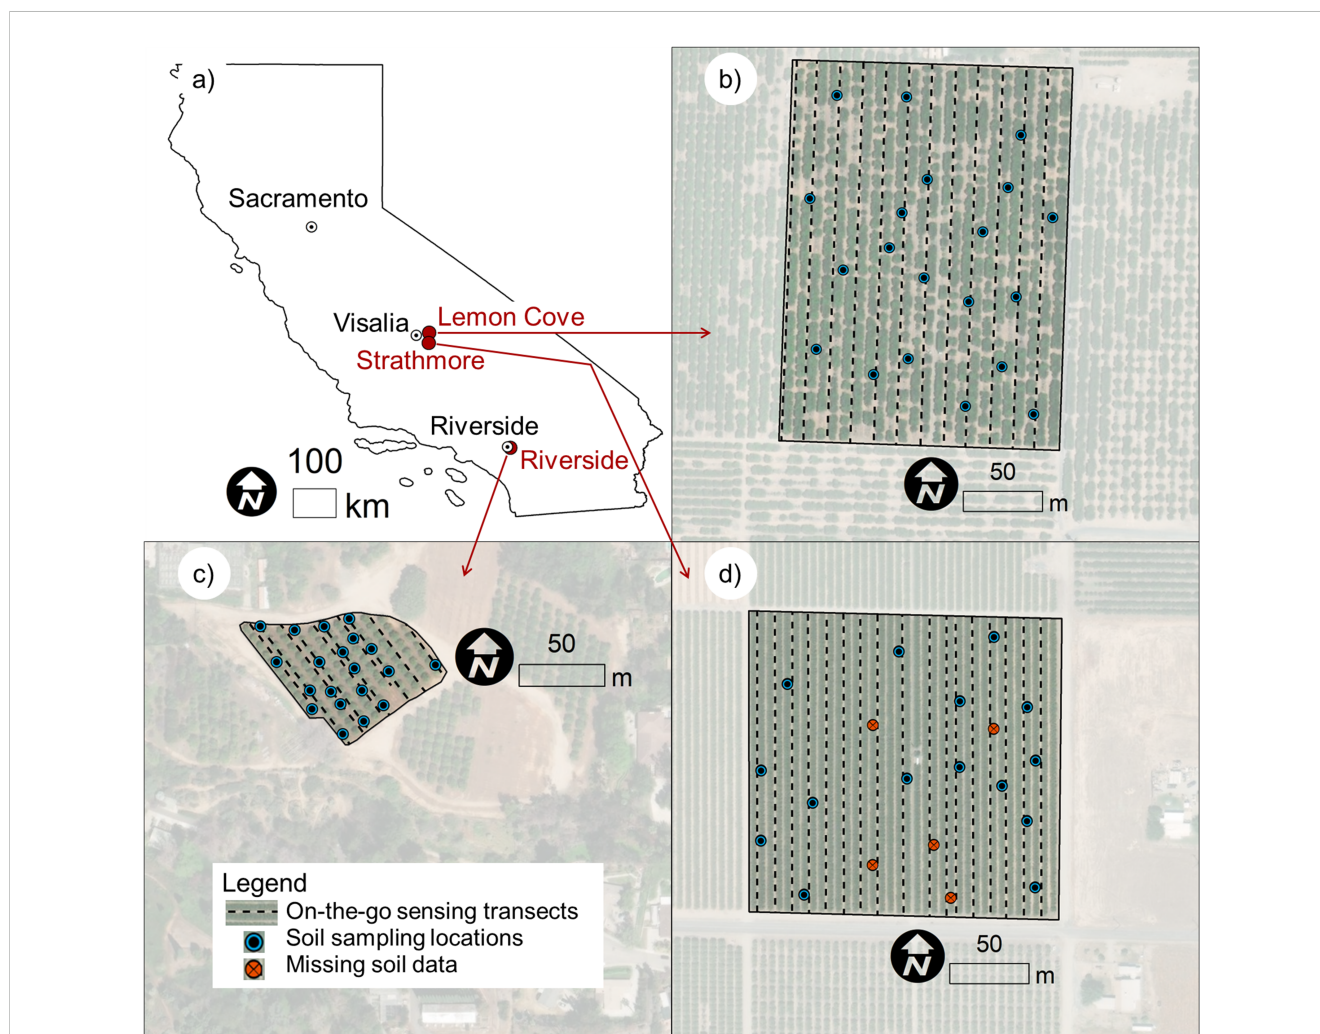 a)
Sacramento
Visalia
Lemon Cove
Strathmore
Riverside
Riverside
100
km
N
b)
50
m
N
c)
50
m
N
d)
50
m
N
Legend
On-the-go sensing transects
Soil sampling locations
Missing soil data